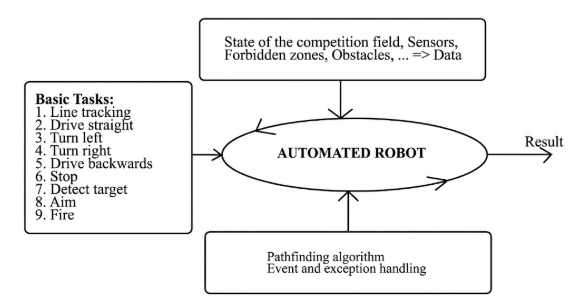 State of the competition field, Sensors,
Forbidden zones, Obstacles, ... => Data
Basic Tasks:
1. Line tracking
2. Drive straight
3. Turn left
4. Turn right
5. Drive backwards
6. Stop
7. Detect target
8. Aim
9. Fire
AUTOMATED ROBOT
Result
Pathfinding algorithm
Event and exception handling